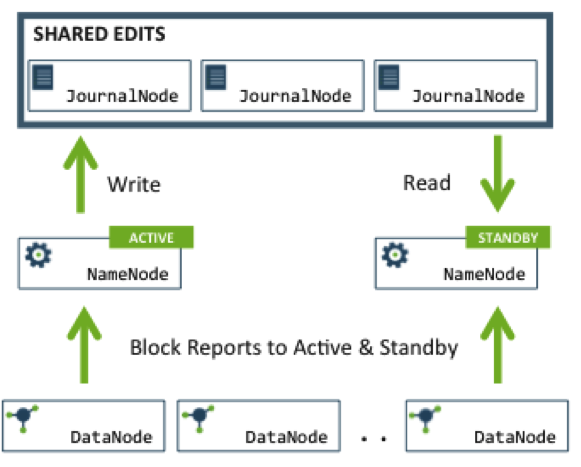 SHARED EDITS
JournalNode
JournalNode
JournalNode
Write
Read
ACTIVE
NameNode
STANDBY
NameNode
Block Reports to Active & Standby
DataNode
DataNode
. .
DataNode